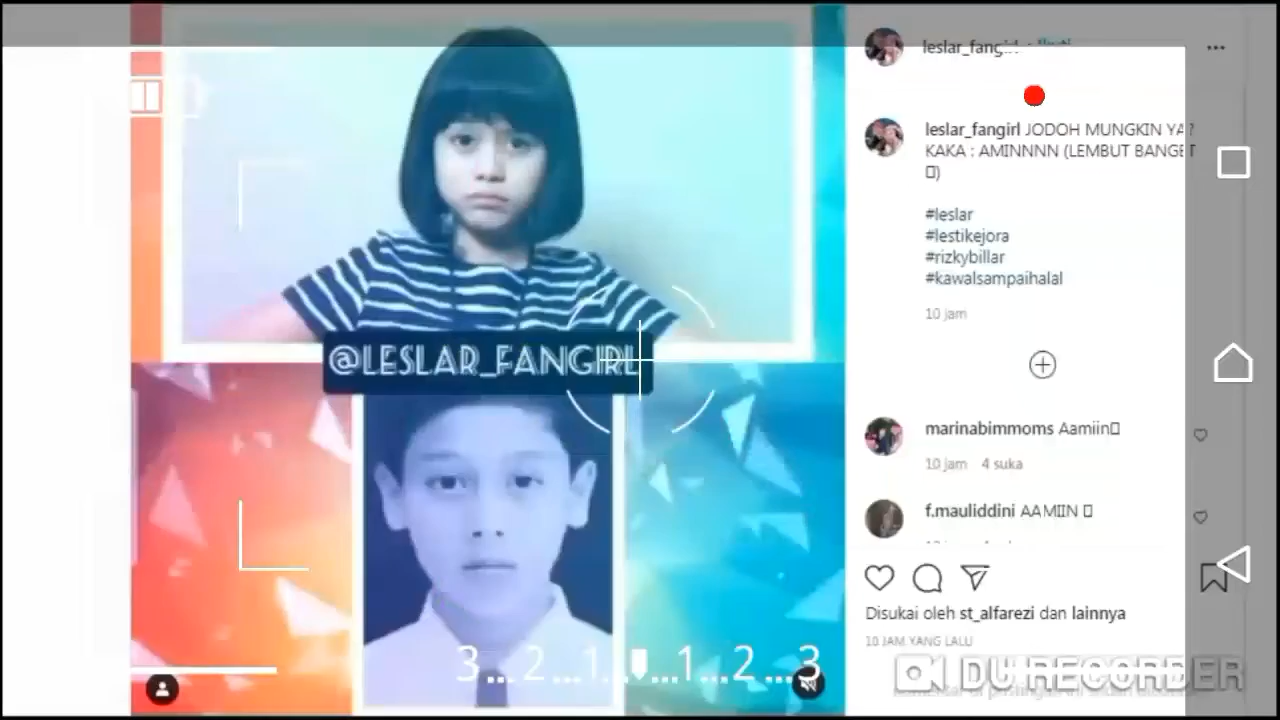 leslar_fangirl
leslar_fangirl JODOH MUNGKIN YA?
KAKA : AMINNNN (LEMBUT BANGET
)
#leslar
#lestikejora
#rizkybillar
#kawalsampaihalal
10 jam
@LESLAR_FANGIRL
marinabimmoms Aamiin
10 jam 4 suka
f.mauliddini AAMIIN
Disukai oleh st_alfarezi dan lainnya
10 JAM YANG LALU
3...2...1...1...2...3
DU RECORDER